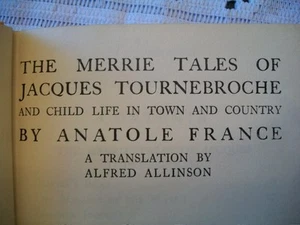 THE MERRIE TALES OF
JACQUES TOURNEBROCHE
AND CHILD LIFE IN TOWN AND COUNTRY
BY ANATOLE FRANCE
A TRANSLATION BY
ALFRED ALLINSON